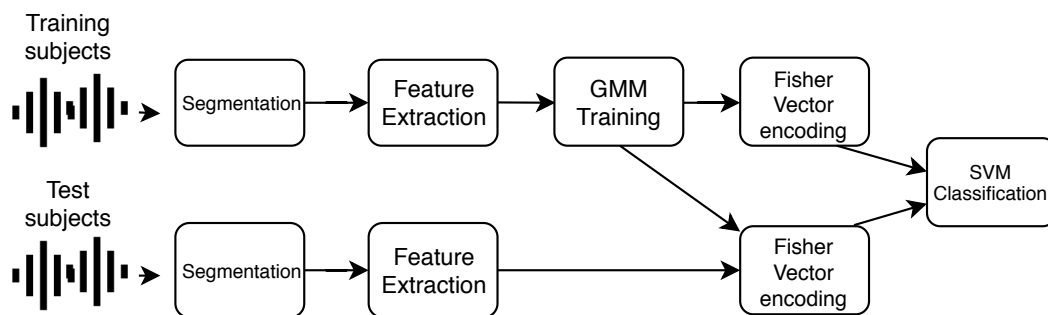 Training
subjects
Segmentation
Feature
Extraction
GMM
Training
Fisher
Vector
encoding
SVM
Classification
Test
subjects
Segmentation
Feature
Extraction
Fisher
Vector
encoding